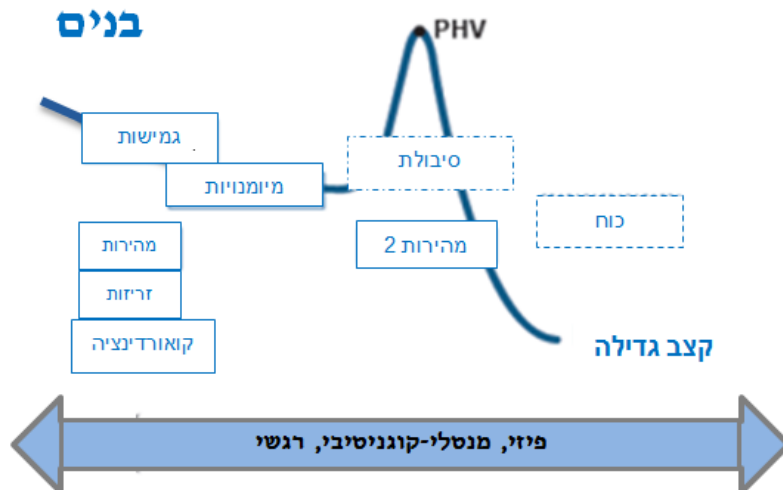 בנים
PHV
גמישות
סיבולת
מיומנויות
כוח
מהירות
מהירות 2
זריזות
קואורדינציה
קצב גדילה
פיזי, מנטלי-קוגניטיבי, רגשי